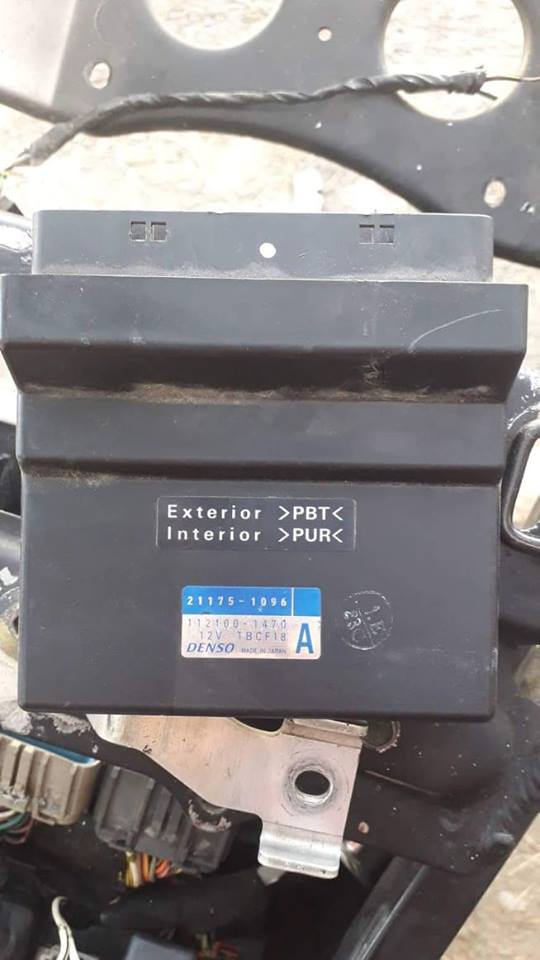 Exterior >PBT<
Interior >PUR<
21175-1096
112100-1470
12V TBCF18 A
DENSO MADE IN JAPAN